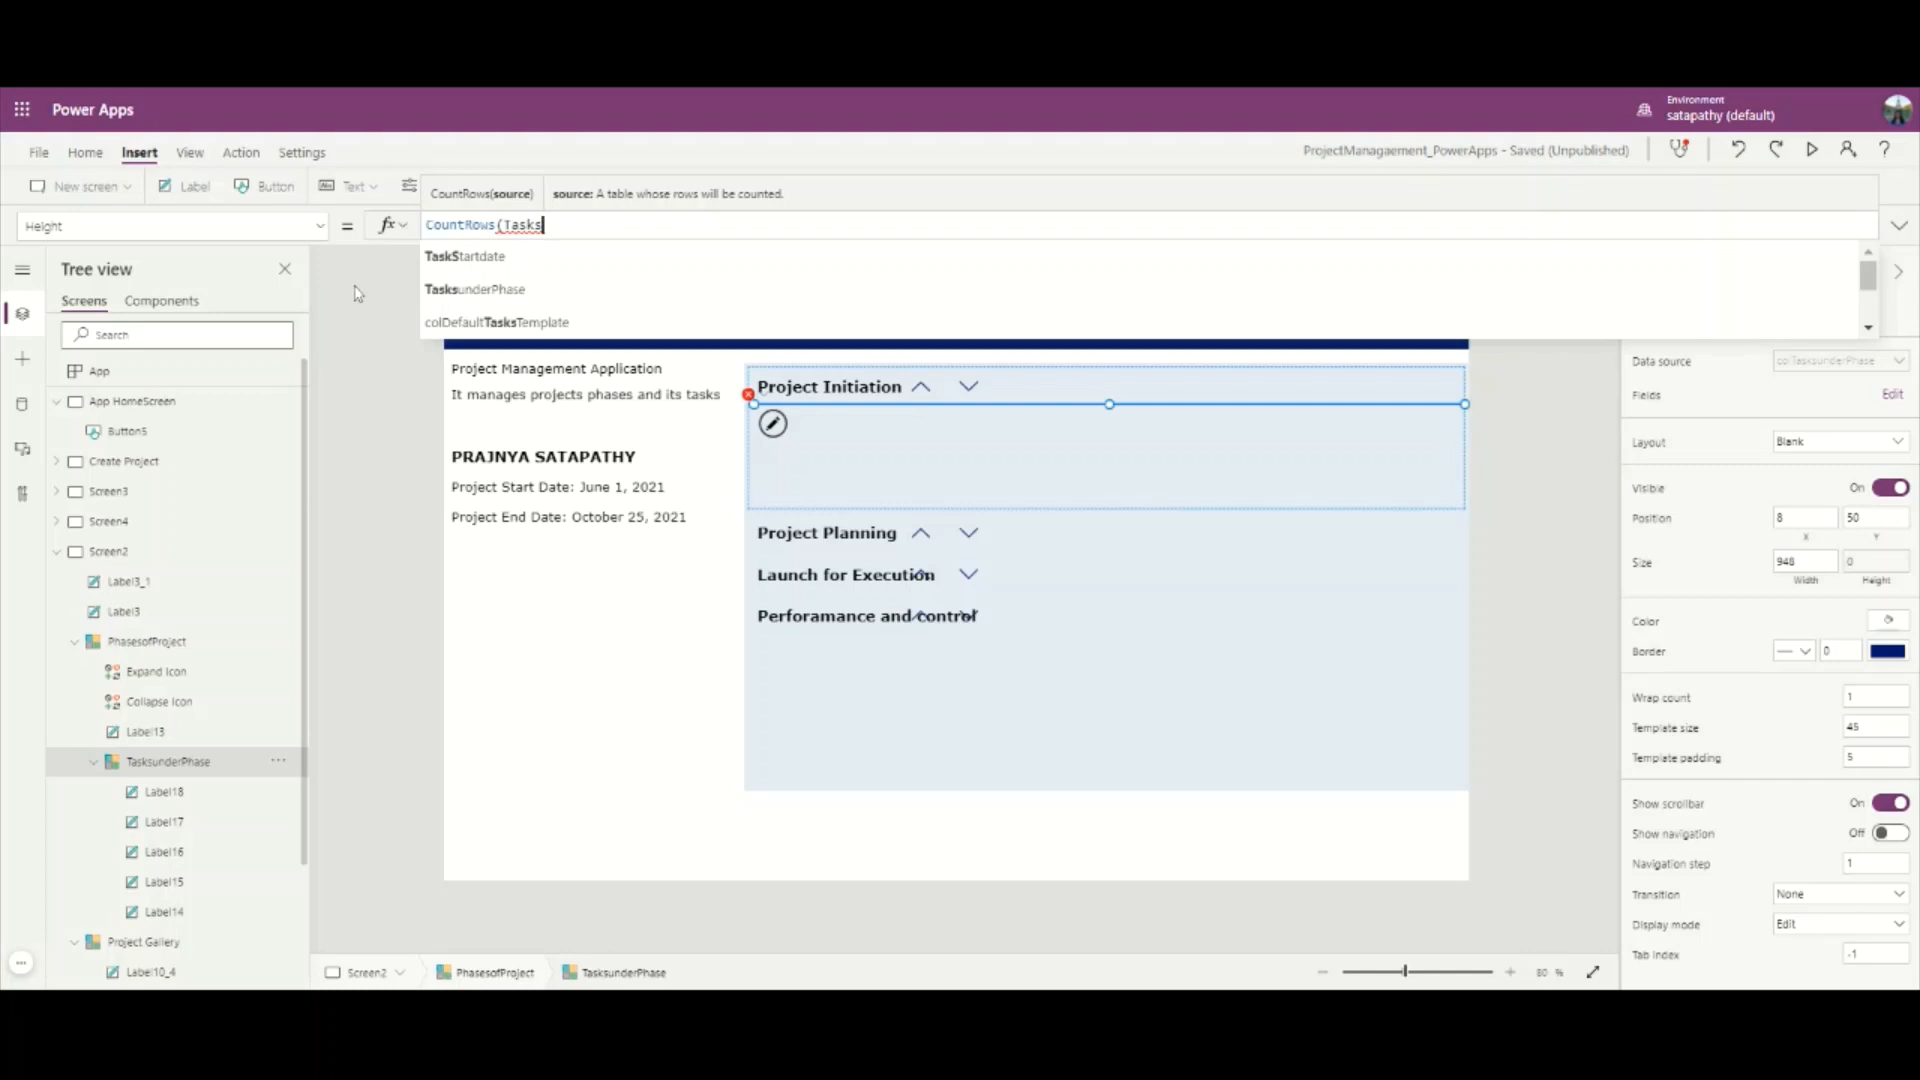 Power Apps
Environment
satapathy (default)
File Home Insert View Action Settings
ProjectManagaement_PowerApps - Saved (Unpublished)
New screen Label Button Text
CountRows(source) source: A table whose rows will be counted.
Height = fx CountRows(Tasks
TaskStartdate
TasksunderPhase
colDefaultTasksTemplate
Tree view
Screens Components
Search
App
App HomeScreen
Button5
Create Project
Screen3
Screen4
Screen2
Label3_1
Label3
PhasesofProject
Expand Icon
Collapse Icon
Label13
TasksunderPhase
Label18
Label17
Label16
Label15
Label14
Project Gallery
Label10_4
Project Management Application
It manages projects phases and its tasks
PRAJNYA SATAPATHY
Project Start Date: June 1, 2021
Project End Date: October 25, 2021
Project Initiation
Project Planning
Launch for Execution
Perforamance and control
Data source colTasksunderPhase
Fields Edit
Layout Blank
Visible On
Position 8 50
X Y
Size 948 0
Width Height
Color
Border 0
Wrap count 1
Template size 45
Template padding 5
Show scrollbar On
Show navigation Off
Navigation step 1
Transition None
Display mode Edit
Tab index -1
Screen2 PhasesofProject TasksunderPhase
80 %